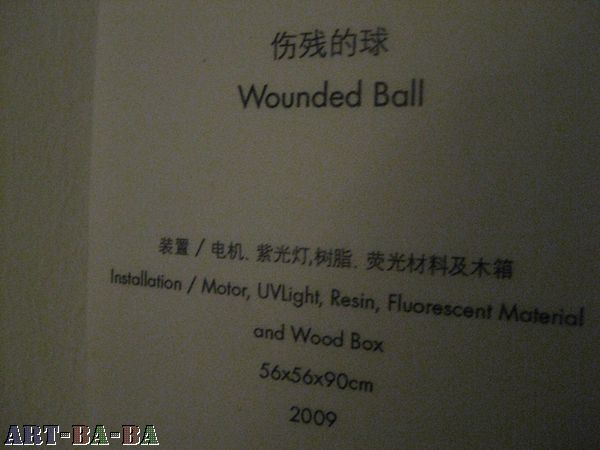 伤残的球
Wounded Ball
装置 / 电机、紫光灯,树脂、荧光材料及木箱
Installation / Motor, UVLight, Resin, Fluorescent Material
and Wood Box
56x56x90cm
2009
ART-BA-BA